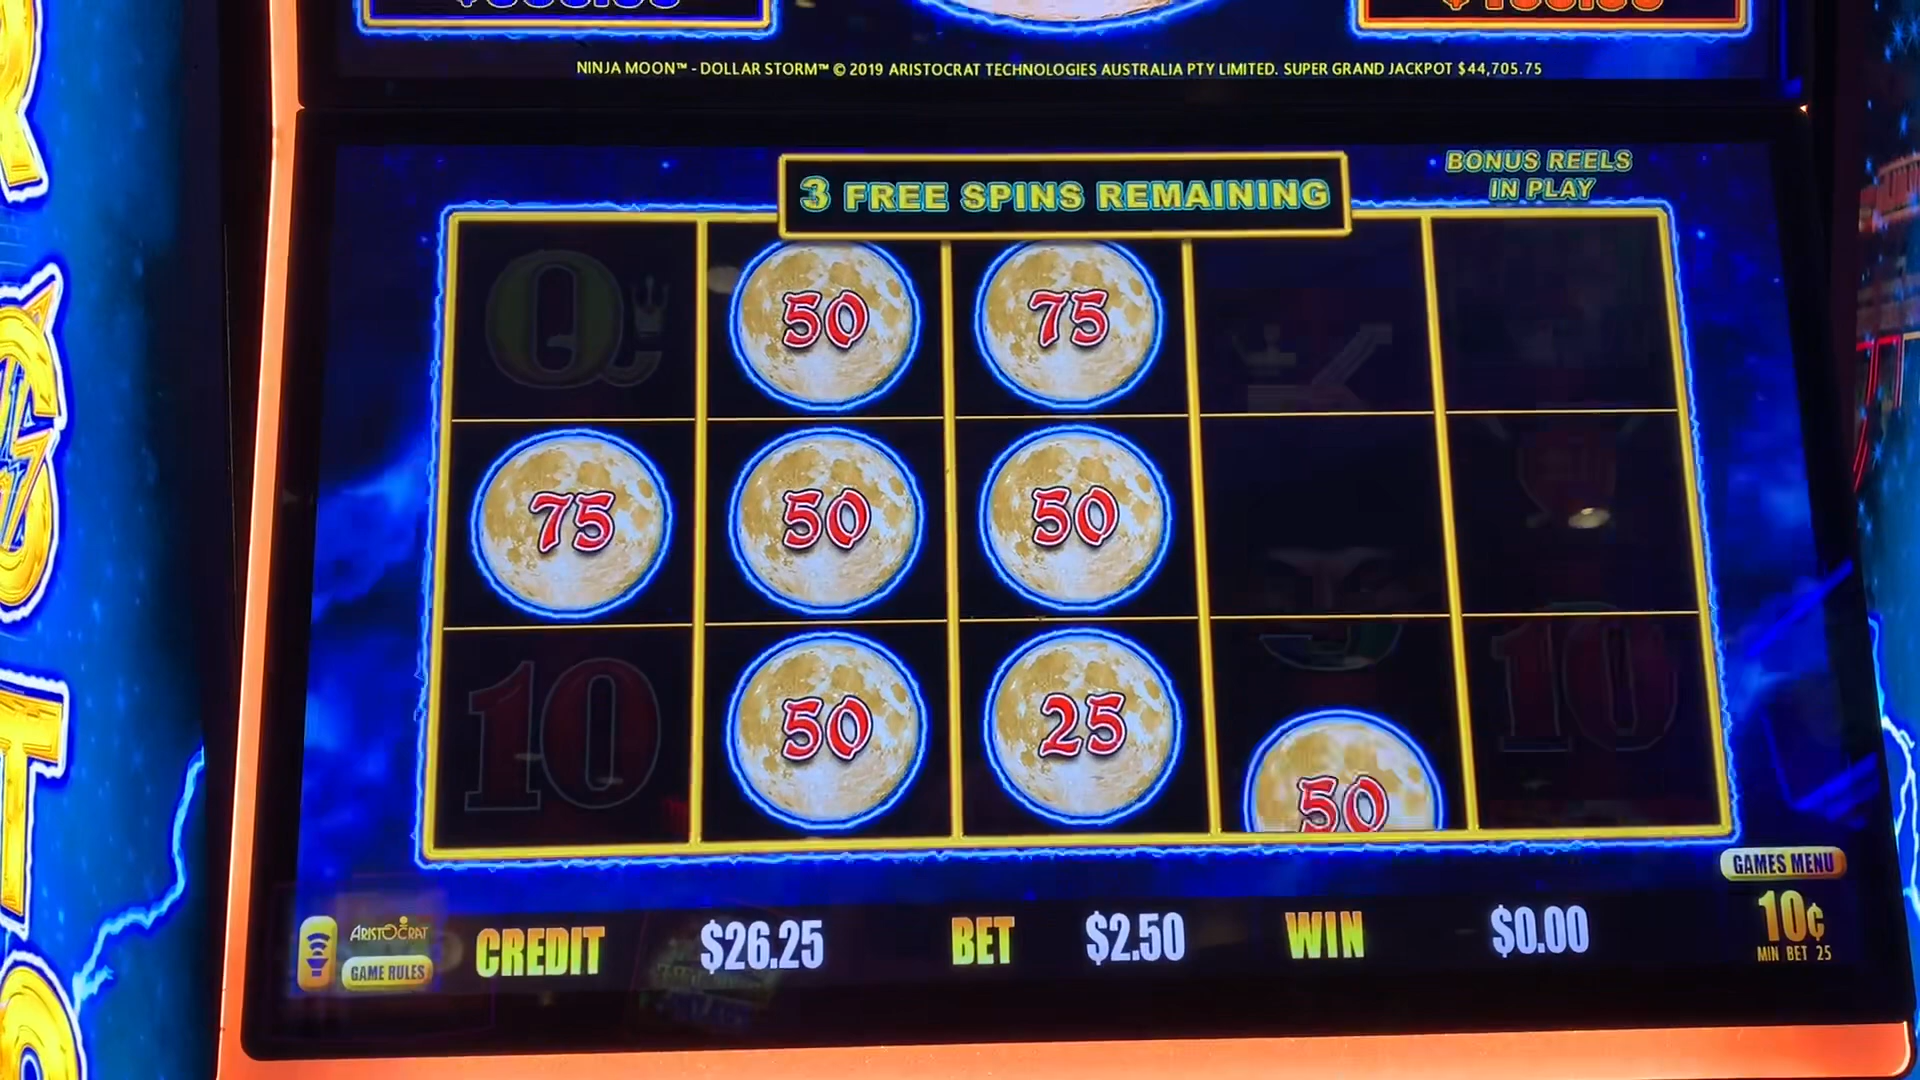 NINJA MOON™ - DOLLAR STORM™ © 2019 ARISTOCRAT TECHNOLOGIES AUSTRALIA PTY LIMITED. SUPER GRAND JACKPOT $44,705.75
3 FREE SPINS REMAINING
BONUS REELS
IN PLAY
Q 50 75
75 50 50
10 50 25 50 10
GAMES MENU
ARISTOCRAT
GAME RULES
CREDIT $26.25 BET $2.50 WIN $0.00
10¢
MIN BET 25